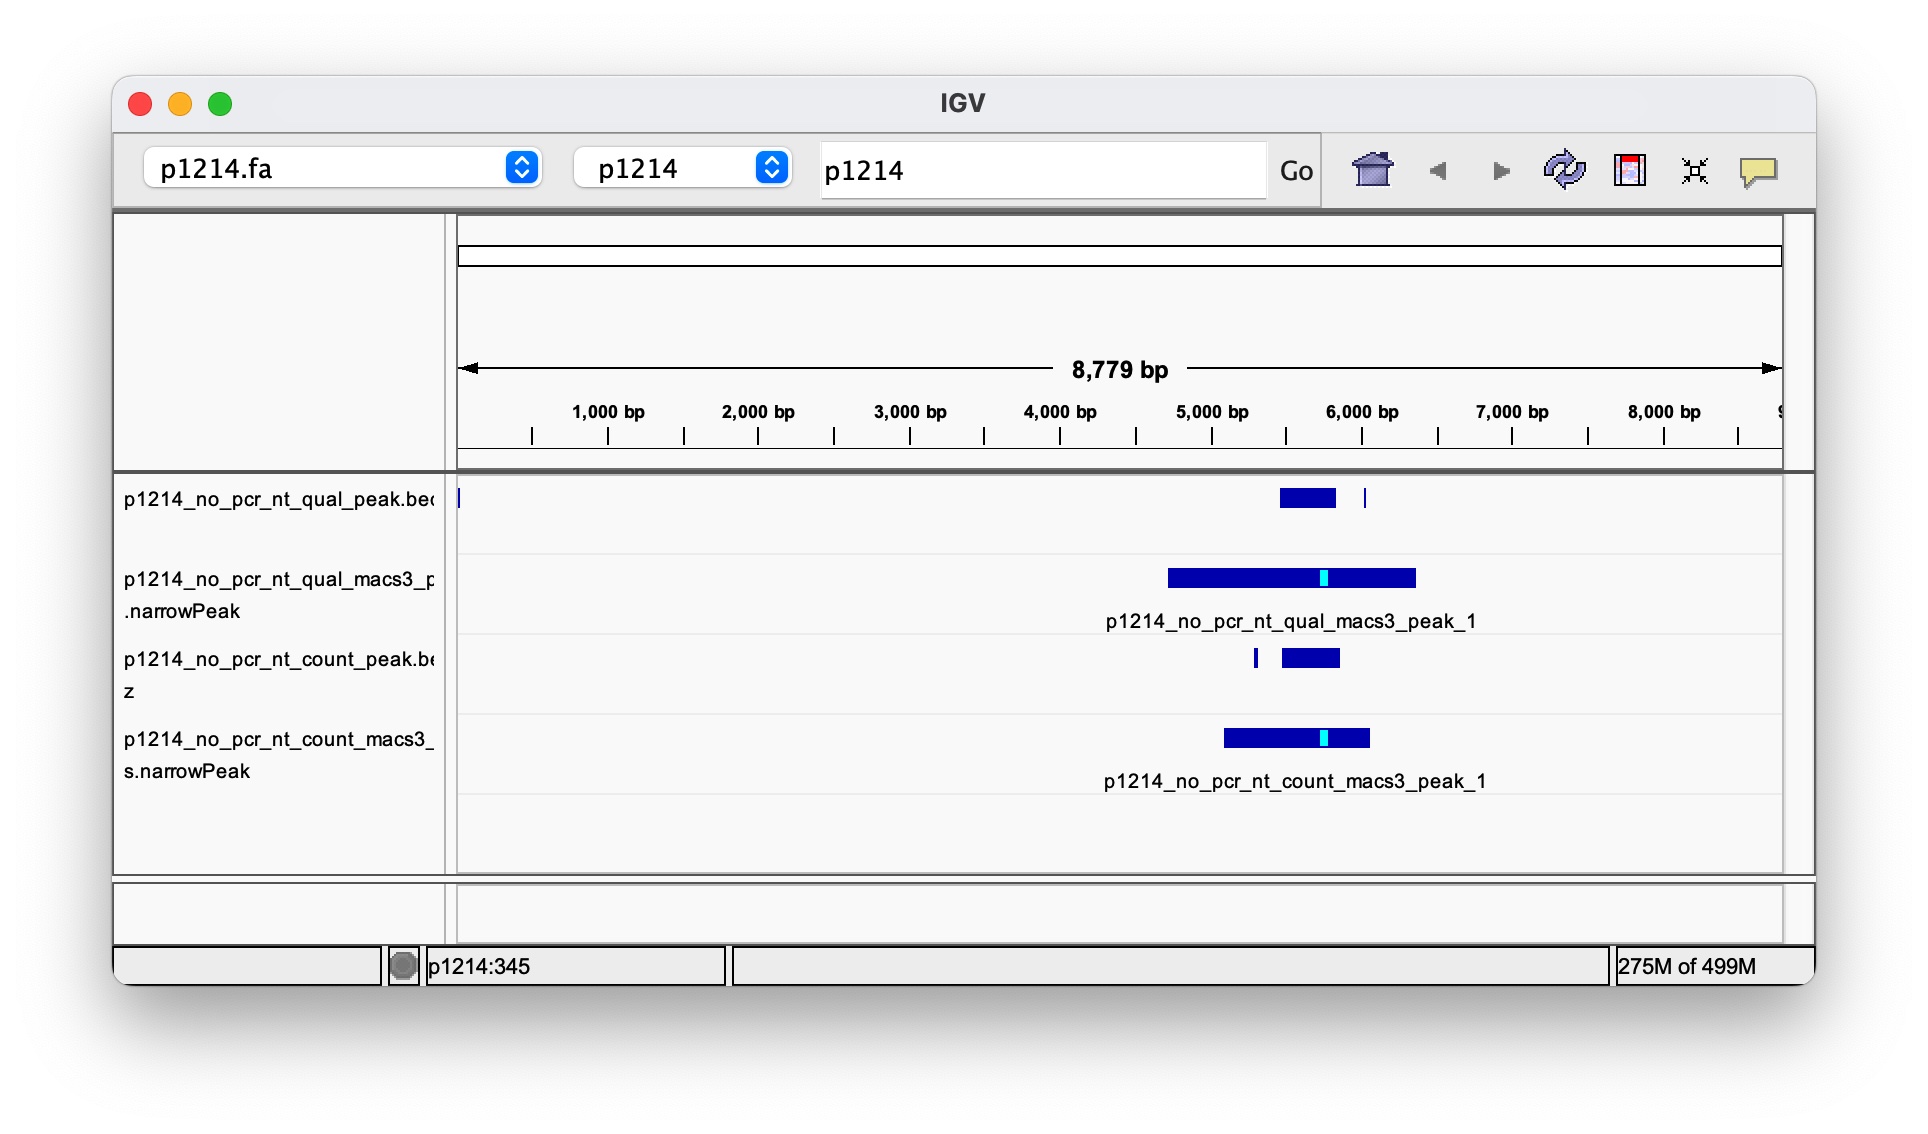 IGV
p1214.fa p1214 p1214 Go
8,779 bp
1,000 bp 2,000 bp 3,000 bp 4,000 bp 5,000 bp 6,000 bp 7,000 bp 8,000 bp
p1214_no_pcr_nt_qual_peak.bed
p1214_no_pcr_nt_qual_macs3_p
.narrowPeak
p1214_no_pcr_nt_qual_macs3_peak_1
p1214_no_pcr_nt_count_peak.be
z
p1214_no_pcr_nt_count_macs3_
s.narrowPeak
p1214_no_pcr_nt_count_macs3_peak_1
p1214:345
275M of 499M